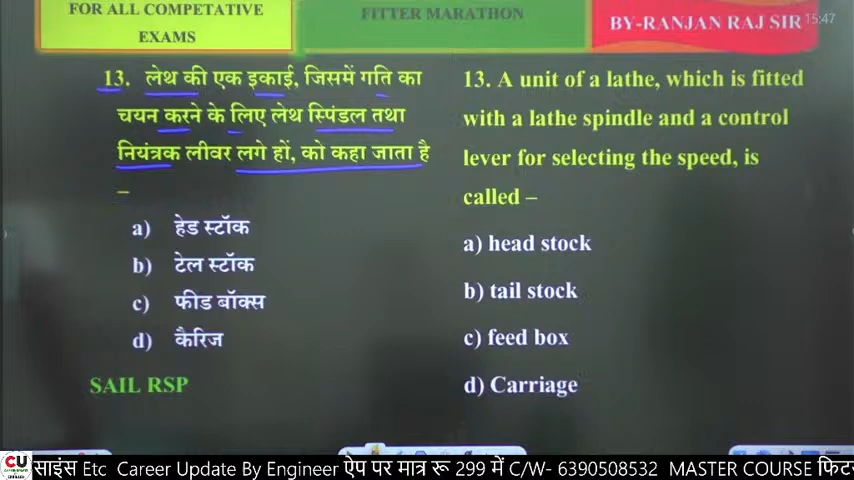 FOR ALL COMPETATIVE
EXAMS
FITTER MARATHON
BY-RANJAN RAJ SIR
15:47
13. लेथ की एक इकाई, जिसमें गति का
चयन करने के लिए लेथ स्पिंडल तथा
नियंत्रक लीवर लगे हों, को कहा जाता है
–
a) हेड स्टॉक
b) टेल स्टॉक
c) फीड बॉक्स
d) कैरिज
SAIL RSP
13. A unit of a lathe, which is fitted
with a lathe spindle and a control
lever for selecting the speed, is
called –
a) head stock
b) tail stock
c) feed box
d) Carriage
CU
साइंस Etc Career Update By Engineer ऐप पर मात्र रू 299 में C/W- 6390508532 MASTER COURSE फिटर